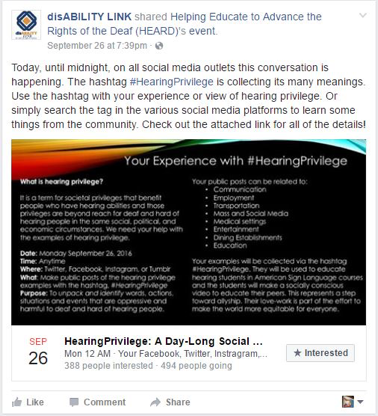 disABILITY LINK shared Helping Educate to Advance the
Rights of the Deaf (HEARD)'s event.
September 26 at 7:39pm ·
Today, until midnight, on all social media outlets this conversation is
happening. The hashtag #HearingPrivilege is collecting its many meanings.
Use the hashtag with your experience or view of hearing privilege. Or
simply search the tag in the various social media platforms to learn some
things from the community. Check out the attached link for all of the details!
Your Experience with #HearingPrivilege
What is hearing privilege?
It is a term for societal privileges that benefit
people who have hearing abilities and those
privileges are beyond reach for deaf and hard of
hearing people in the same social, political, and
economic circumstances. We need your help with
the examples of hearing privilege.
Date: Monday September 26, 2016
Time: Anytime
Where: Twitter, Facebook, Instagram, or Tumblr
What: Make public posts of the hearing privilege
examples with the hashtag, #HearingPrivilege
Purpose: To unpack and identify words, actions,
situations and events that are oppressive and
harmful to deaf and hard of hearing people.
Your public posts can be related to:
• Communication
• Employment
• Transportation
• Mass and Social Media
• Medical settings
• Entertainment
• Dining Establishments
• Education
Your examples will be collected via the hashtag
#HearingPrivilege. They will be used to educate
hearing students in American Sign Language courses
and the students will make a socially conscious
video to educate their peers. This represents a step
toward allyship. Their love-work is part of the effort to
make the world more equitable for everyone.
SEP
26
HearingPrivilege: A Day-Long Social ...
Mon 12 AM · Your Facebook, Twitter, Instragram,...
388 people interested · 494 people going
★ Interested
Like Comment Share